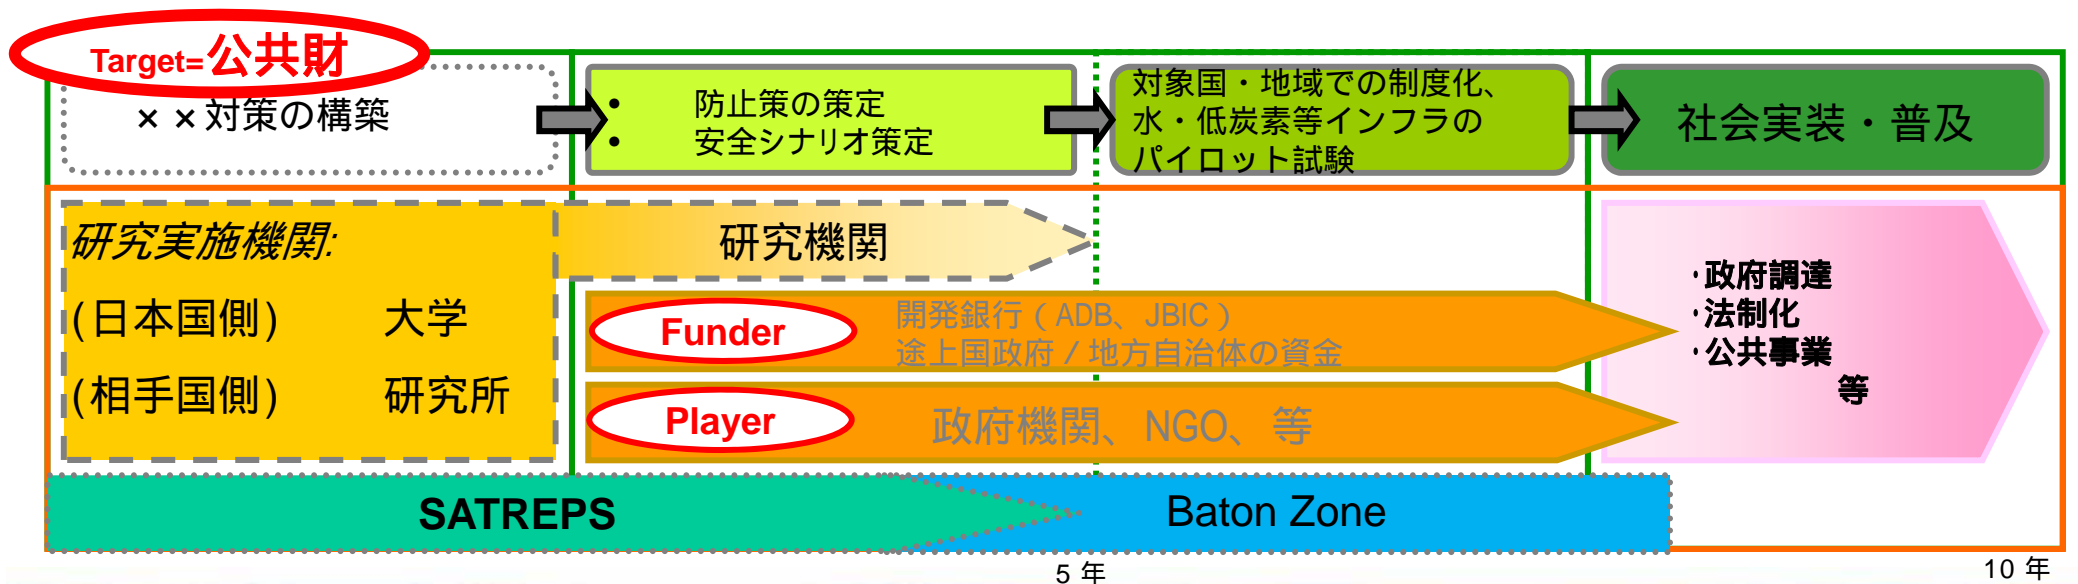 Target=公共財
××対策の構築
• 防止策の策定
• 安全シナリオ策定
対象国・地域での制度化、
水・低炭素等インフラの
パイロット試験
社会実装・普及
研究実施機関:
(日本国側) 大学
(相手国側) 研究所
研究機関
Funder
開発銀行(ADB、JBIC)
途上国政府/地方自治体の資金
Player
政府機関、NGO、等
・政府調達
・法制化
・公共事業
等
SATREPS
Baton Zone
5 年
10 年